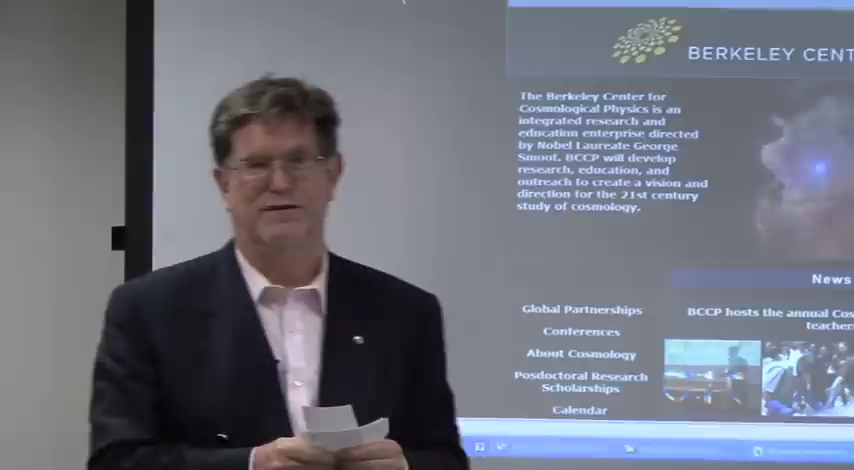 BERKELEY CENT
The Berkeley Center for
Cosmological Physics is an
integrated research and
education enterprise directed
by Nobel Laureate George
Smoot. BCCP will develop
research, education, and
outreach to create a vision and
direction for the 21st century
study of cosmology.
News
Global Partnerships
Conferences
About Cosmology
Posdoctoral Research
Scholarships
Calendar
BCCP hosts the annual Cos
teacher